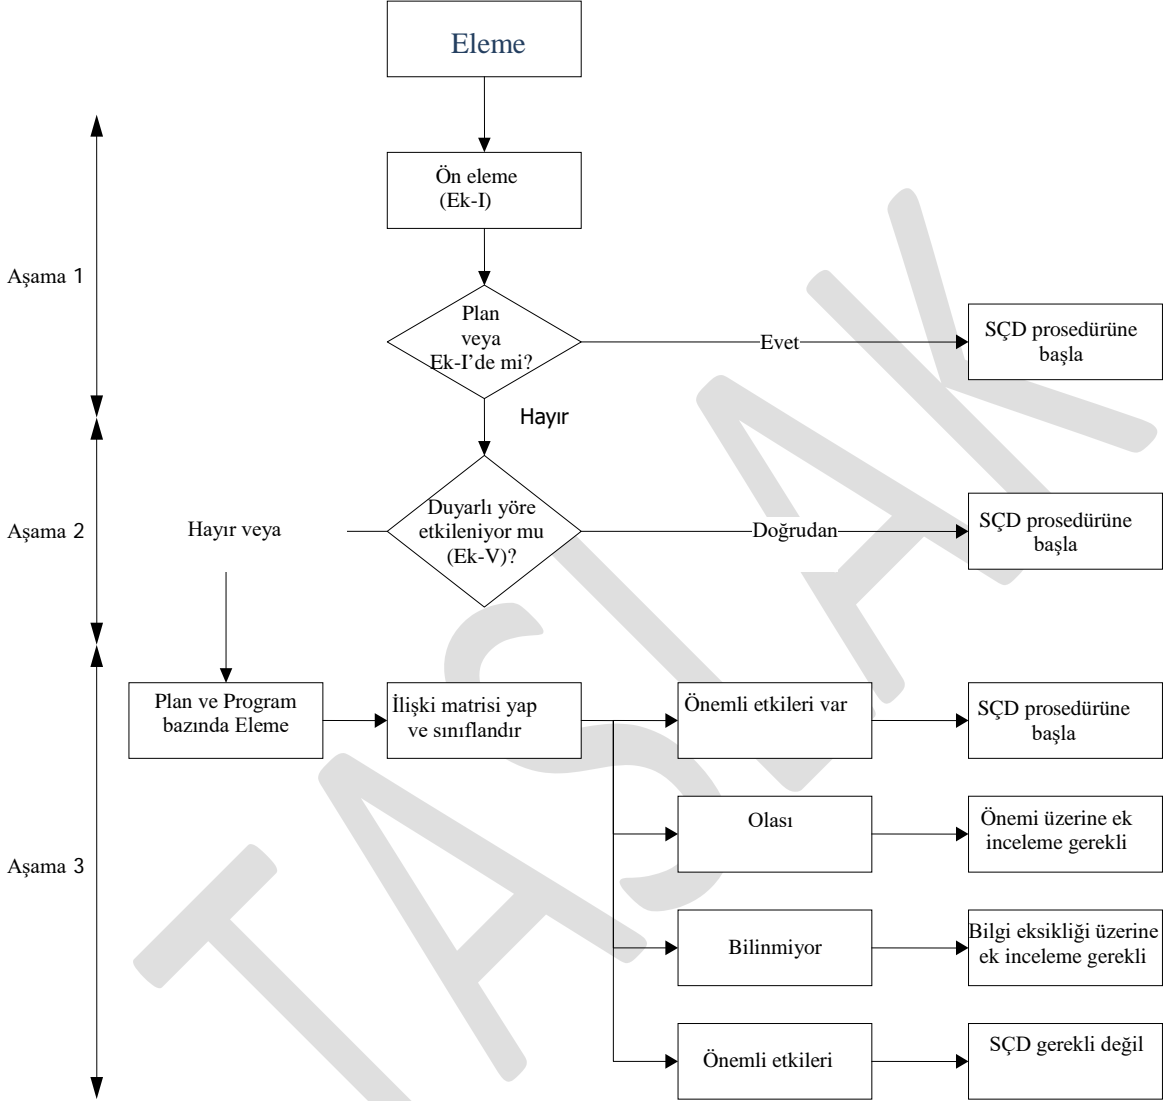 Eleme
Ön eleme
(Ek-I)
Aşama 1
Plan
veya
Ek-I'de mi?
Evet
SÇD prosedürüne
başla
Hayır
Aşama 2
Hayır veya
Duyarlı yöre
etkileniyor mu
(Ek-V)?
Doğrudan
SÇD prosedürüne
başla
Aşama 3
Plan ve Program
bazında Eleme
İlişki matrisi yap
ve sınıflandır
Önemli etkileri var
SÇD prosedürüne
başla
Olası
Önemi üzerine ek
inceleme gerekli
Bilinmiyor
Bilgi eksikliği üzerine
ek inceleme gerekli
Önemli etkileri
SÇD gerekli değil
TASLAK